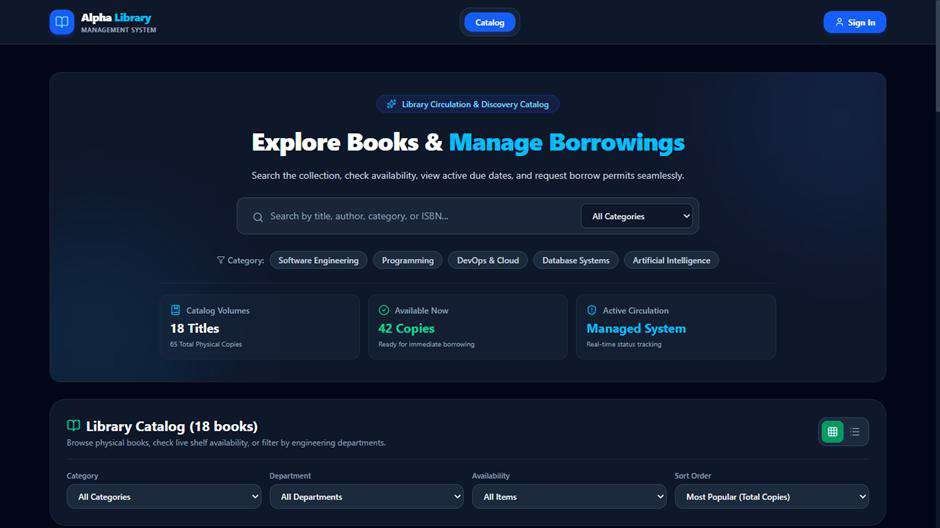 Alpha Library
MANAGEMENT SYSTEM
Catalog
Sign In
Library Circulation & Discovery Catalog
Explore Books & Manage Borrowings
Search the collection, check availability, view active due dates, and request borrow permits seamlessly.
Search by title, author, category, or ISBN...
All Categories
Category:
Software Engineering
Programming
DevOps & Cloud
Database Systems
Artificial Intelligence
Catalog Volumes
18 Titles
65 Total Physical Copies
Available Now
42 Copies
Ready for immediate borrowing
Active Circulation
Managed System
Real-time status tracking
Library Catalog (18 books)
Browse physical books, check live shelf availability, or filter by engineering departments.
Category
Department
Availability
Sort Order
All Categories
All Departments
All Items
Most Popular (Total Copies)